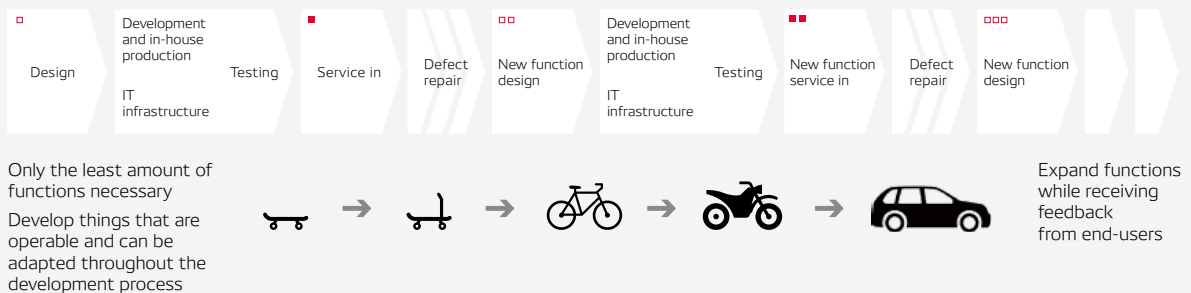 Design
Development
and in-house
production
IT
infrastructure
Testing
Service in
Defect
repair
New function
design
Development
and in-house
production
IT
infrastructure
Testing
New function
service in
Defect
repair
New function
design
Only the least amount of
functions necessary
Develop things that are
operable and can be
adapted throughout the
development process
Expand functions
while receiving
feedback
from end-users